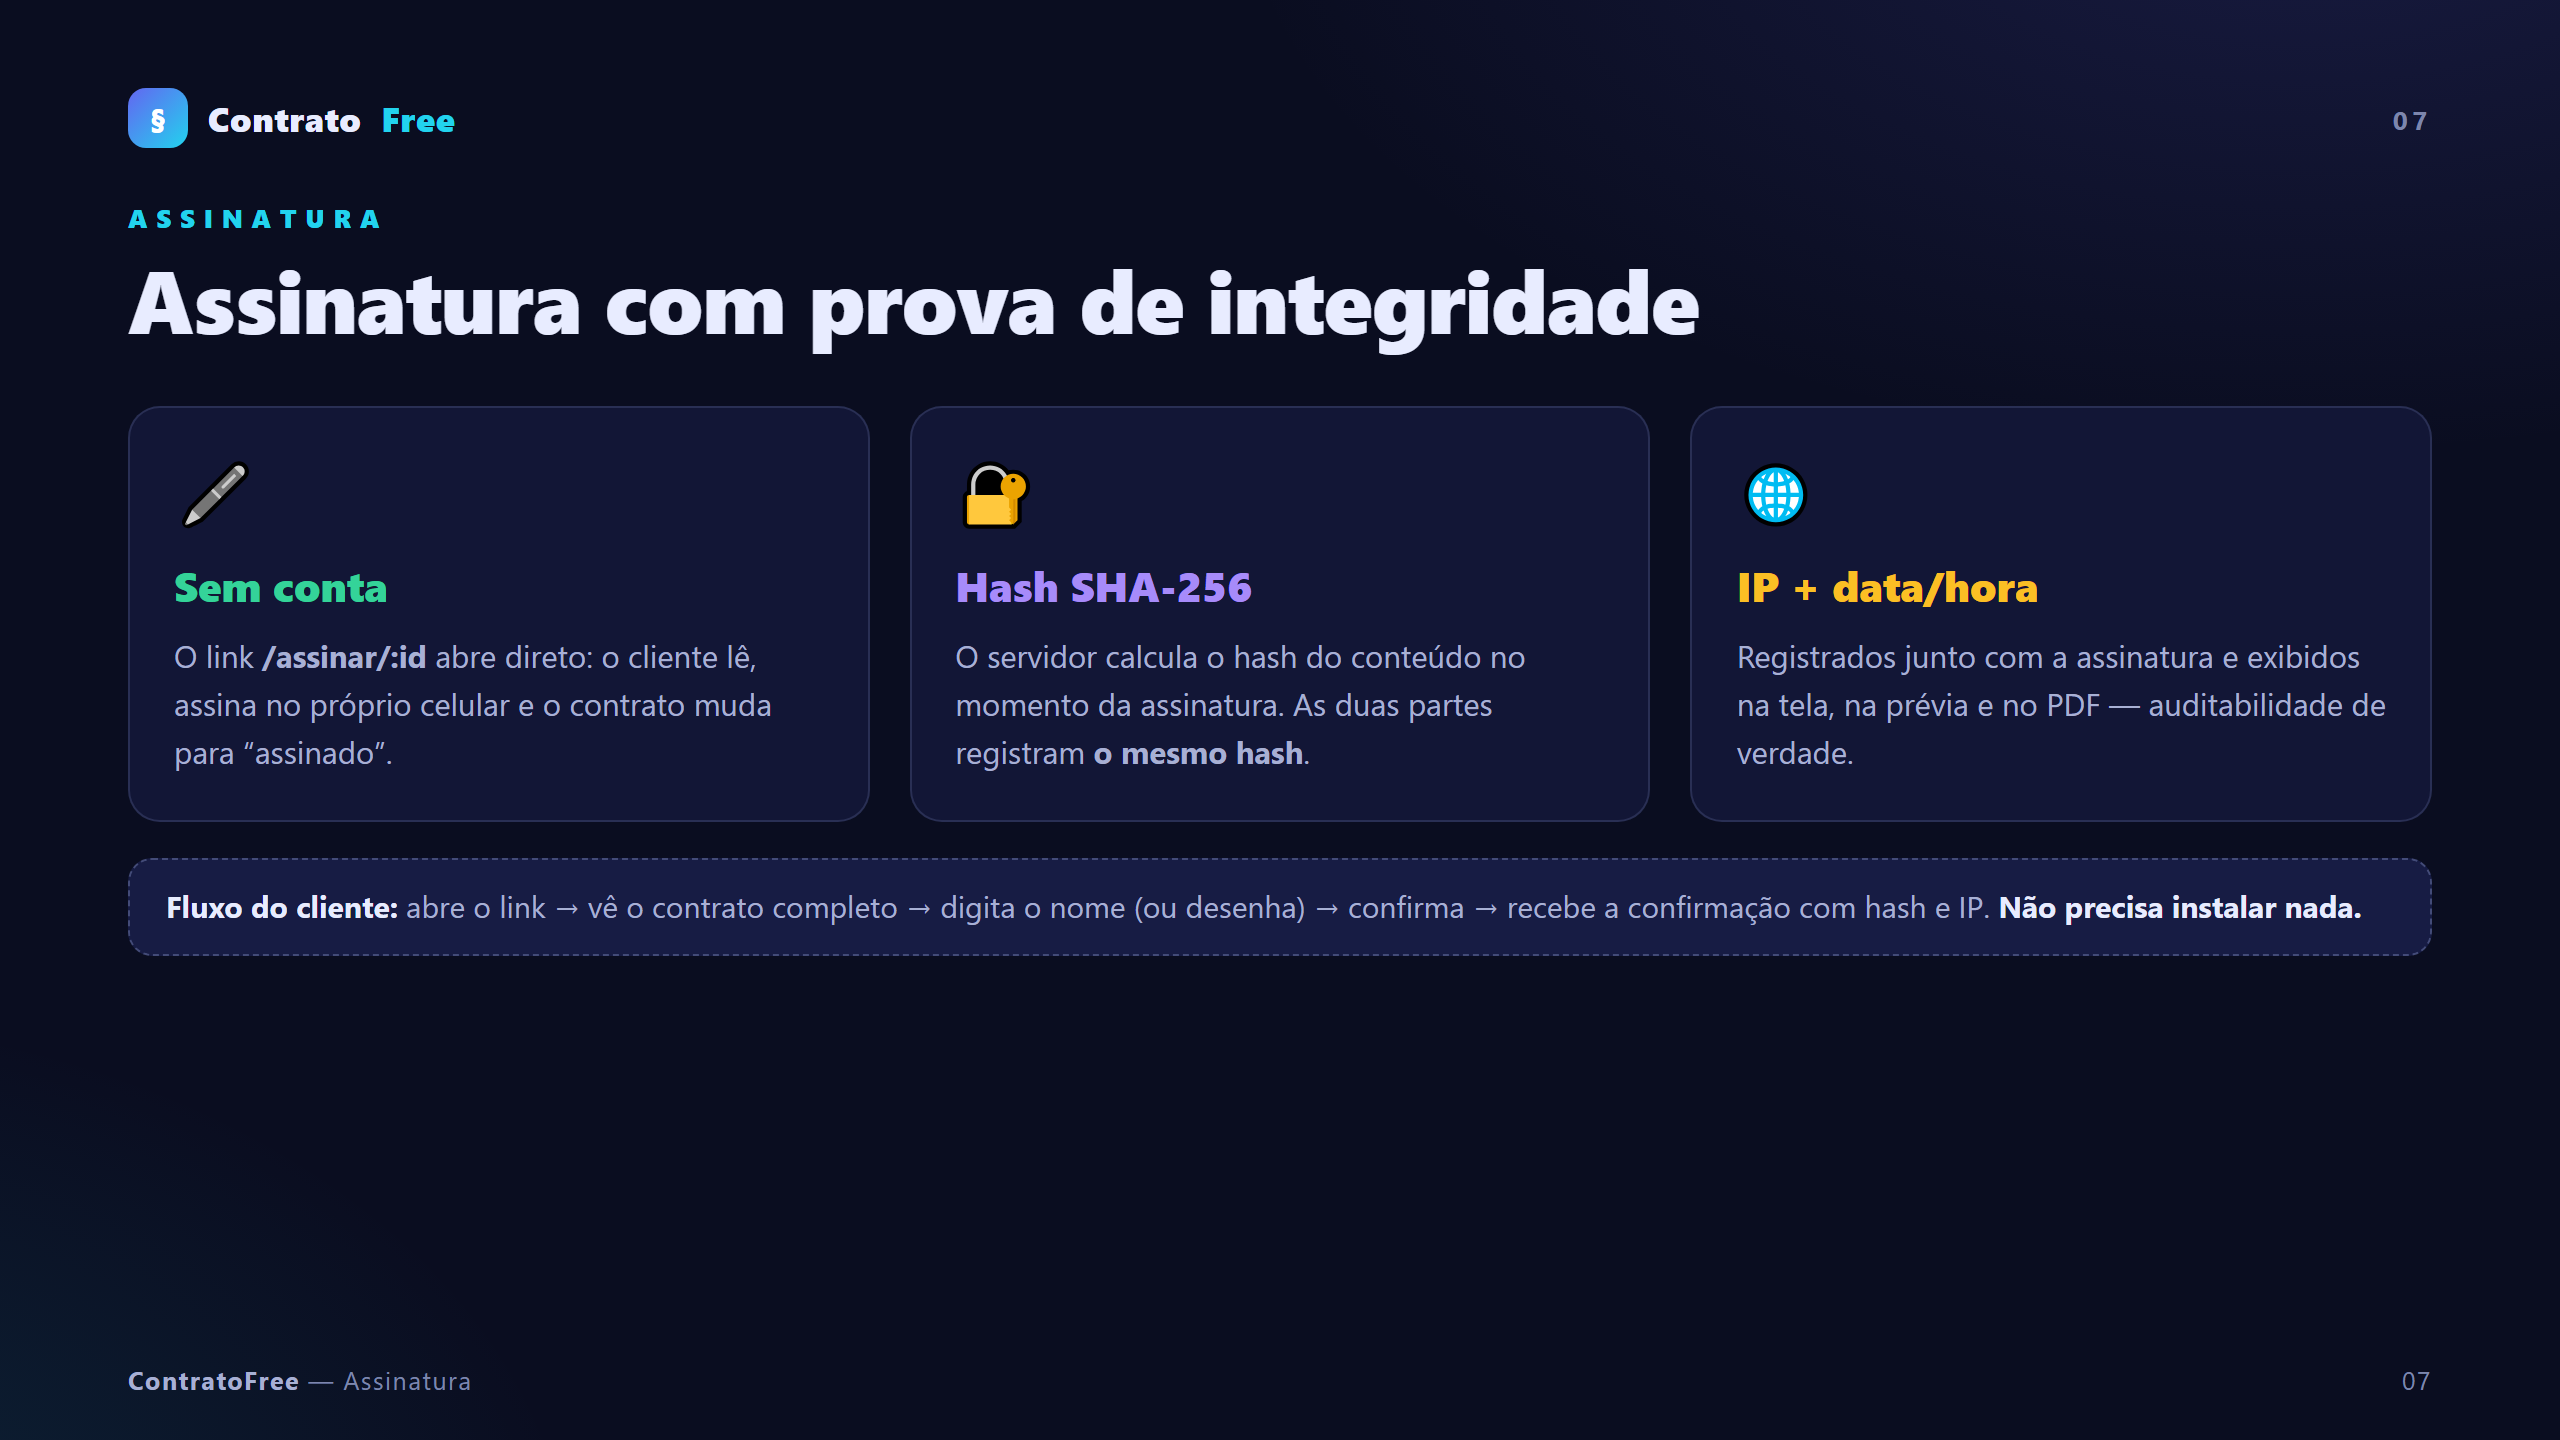 § Contrato Free
07
ASSINATURA
Assinatura com prova de integridade
Sem conta
O link /assinar/:id abre direto: o cliente lê,
assina no próprio celular e o contrato muda
para “assinado”.
Hash SHA-256
O servidor calcula o hash do conteúdo no
momento da assinatura. As duas partes
registram o mesmo hash.
IP + data/hora
Registrados junto com a assinatura e exibidos
na tela, na prévia e no PDF — auditabilidade de
verdade.
Fluxo do cliente: abre o link → vê o contrato completo → digita o nome (ou desenha) → confirma → recebe a confirmação com hash e IP. Não precisa instalar nada.
ContratoFree — Assinatura
07